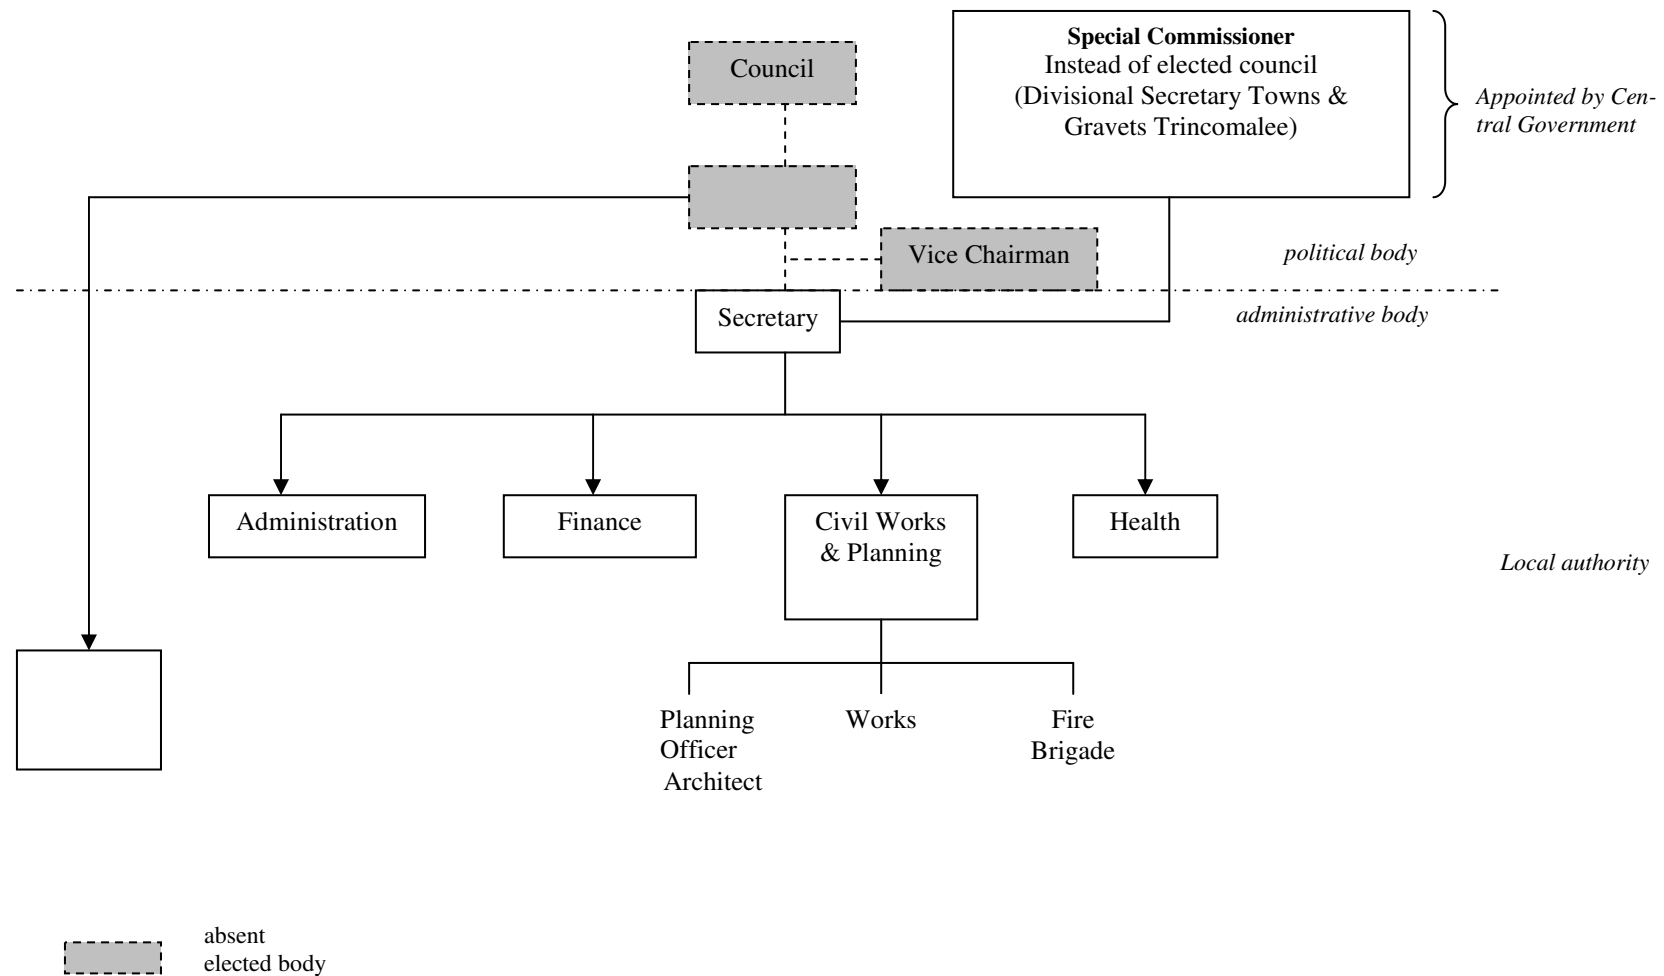 Council
Special Commissioner
Instead of elected council
(Divisional Secretary Towns &
Gravets Trincomalee)
Appointed by Cen-
tral Government
Vice Chairman
political body
Secretary
administrative body
Administration
Finance
Civil Works
& Planning
Health
Local authority
Planning
Officer
Architect
Works
Fire
Brigade
absent
elected body